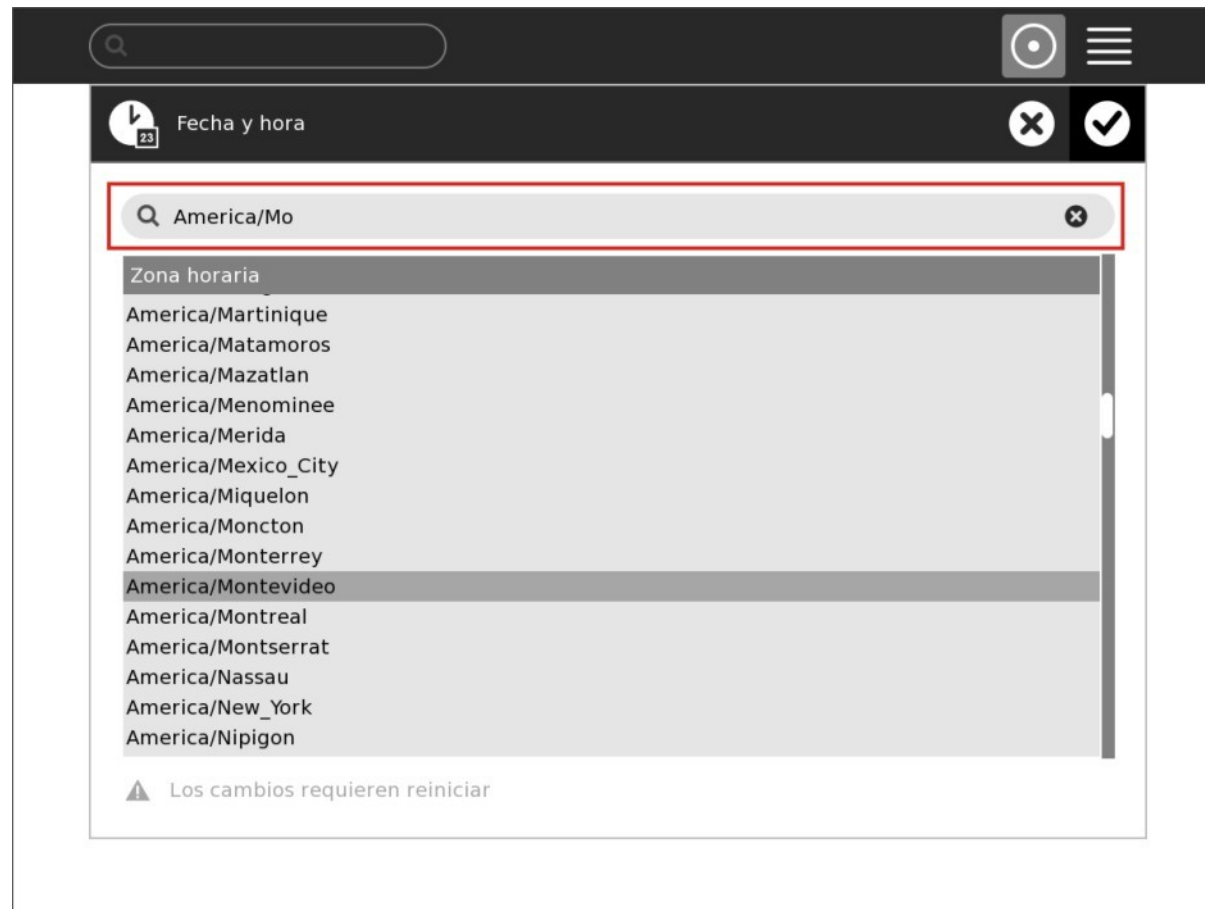 23
Fecha y hora
America/Mo
Zona horaria
America/Martinique
America/Matamoros
America/Mazatlan
America/Menominee
America/Merida
America/Mexico_City
America/Miquelon
America/Moncton
America/Monterrey
America/Montevideo
America/Montreal
America/Montserrat
America/Nassau
America/New_York
America/Nipigon
Los cambios requieren reiniciar